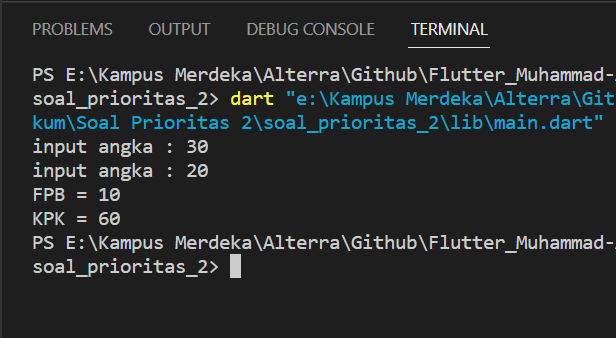 PROBLEMS OUTPUT DEBUG CONSOLE TERMINAL
PS E:\Kampus Merdeka\Alterra\Github\Flutter_Muhammad-
soal_prioritas_2> dart "e:\Kampus Merdeka\Alterra\Git
kum\Soal Prioritas 2\soal_prioritas_2\lib\main.dart"
input angka : 30
input angka : 20
FPB = 10
KPK = 60
PS E:\Kampus Merdeka\Alterra\Github\Flutter_Muhammad-
soal_prioritas_2>